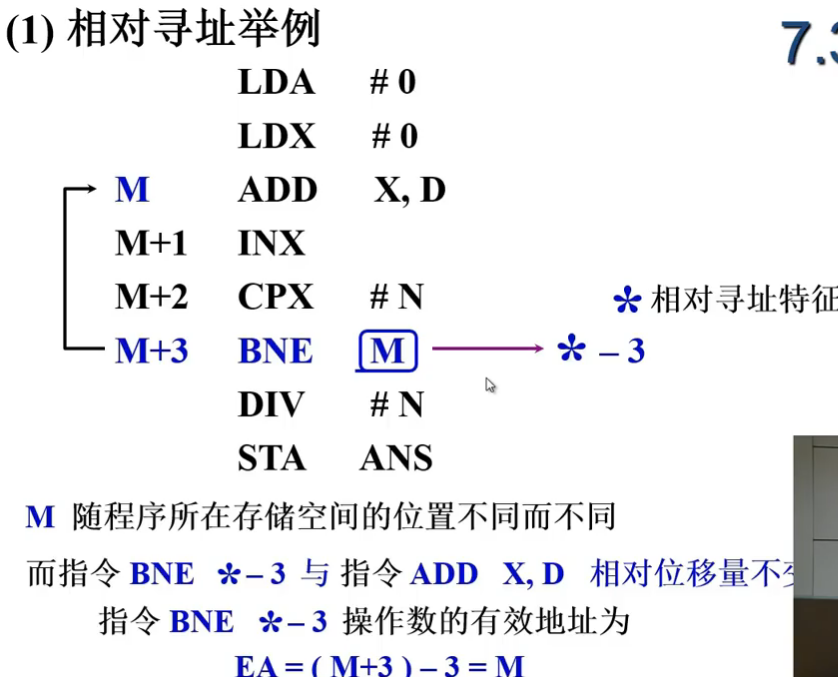 (1) 相对寻址举例
7.3
LDA # 0
LDX # 0
M ADD X, D
M+1 INX
M+2 CPX # N
* 相对寻址特征
M+3 BNE M * – 3
DIV # N
STA ANS
M 随程序所在存储空间的位置不同而不同
而指令 BNE * – 3 与 指令 ADD X, D 相对位移量不
指令 BNE * – 3 操作数的有效地址为
EA = ( M+3 ) – 3 = M